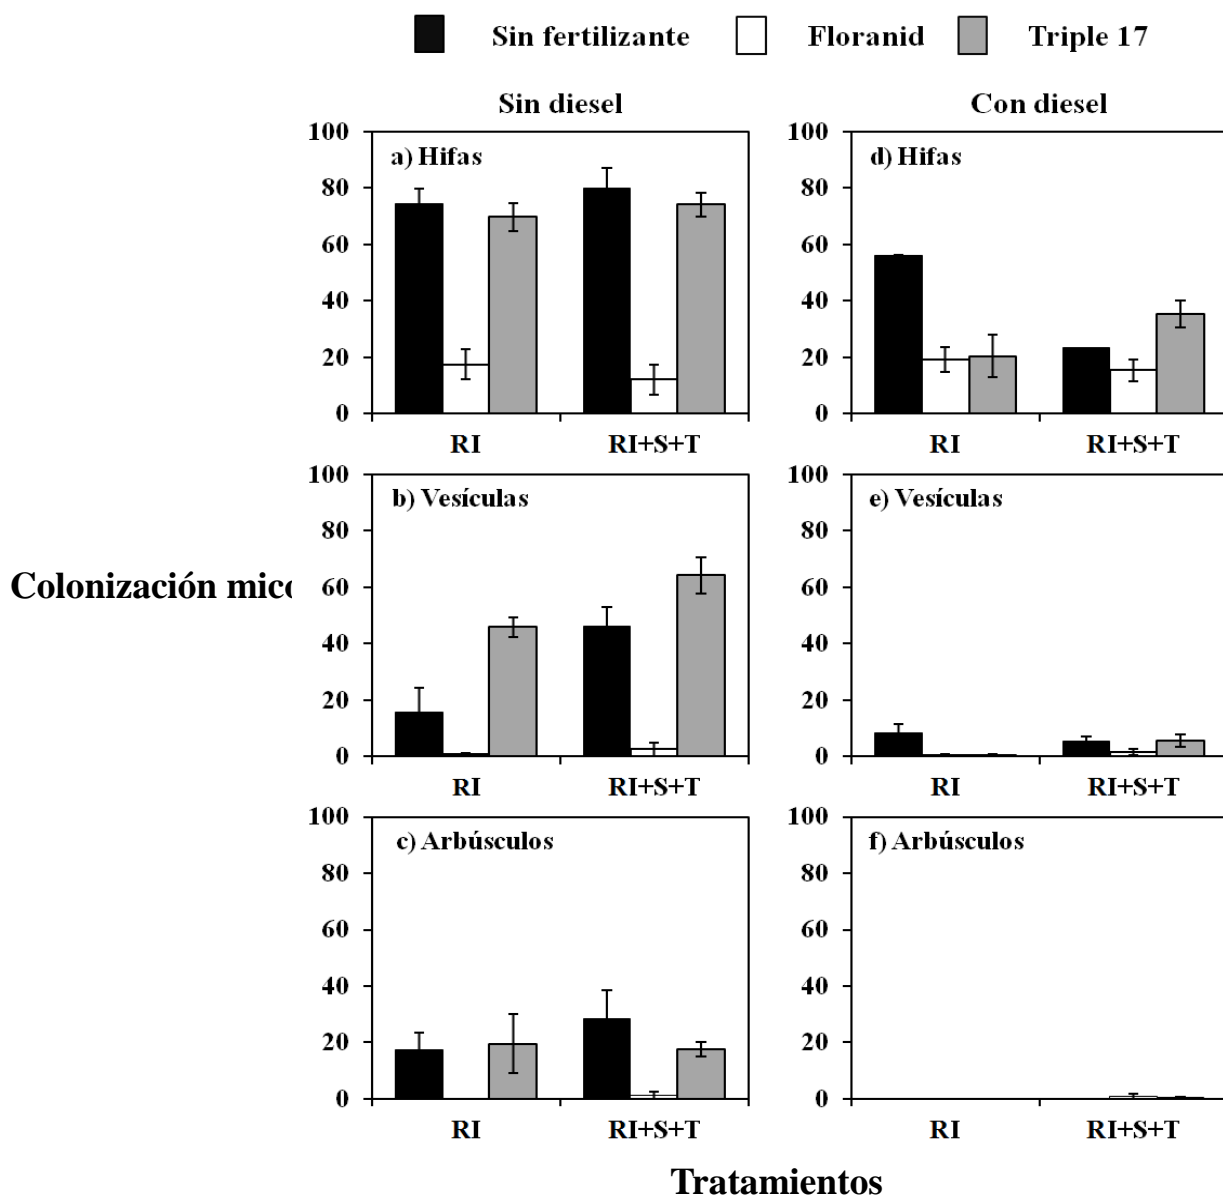 Sin fertilizante Floranid Triple 17
Sin diesel Con diesel
100 100
a) Hifas d) Hifas
80 80
60 60
40 40
20 20
0 0
RI RI+S+T RI RI+S+T
100 100
b) Vesículas e) Vesículas
80 80
60 60
Colonización mico
40 40
20 20
0 0
RI RI+S+T RI RI+S+T
100 100
c) Arbúsculos f) Arbúsculos
80 80
60 60
40 40
20 20
0 0
RI RI+S+T RI RI+S+T
Tratamientos